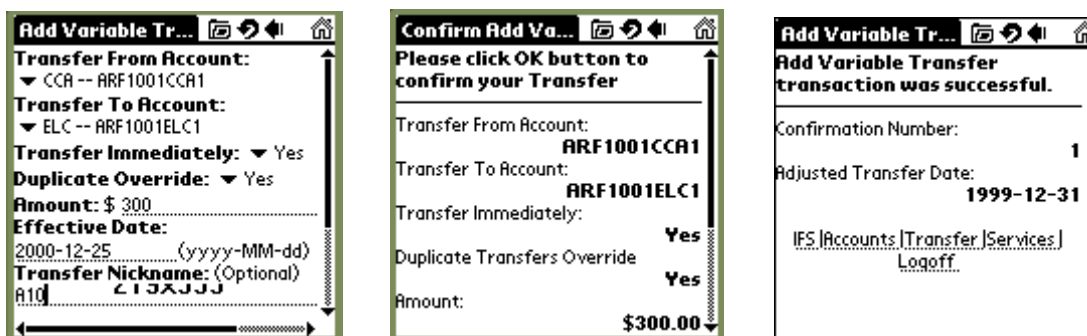 Add Variable Tr...
Transfer From Account:
CCA -- ARF1001CCA1
Transfer To Account:
ELC -- ARF1001ELC1
Transfer Immediately: Yes
Duplicate Override: Yes
Amount: $ 300
Effective Date:
2000-12-25 (yyyy-MM-dd)
Transfer Nickname: (Optional)
A10
Confirm Add Va...
Please click OK button to
confirm your Transfer
Transfer From Account:
ARF1001CCA1
Transfer To Account:
ARF1001ELC1
Transfer Immediately:
Yes
Duplicate Transfers Override
Yes
Amount:
$300.00
Add Variable Tr...
Add Variable Transfer
transaction was successful.
Confirmation Number:
1
Adjusted Transfer Date:
1999-12-31
IFS |Accounts |Transfer |Services |
Logoff